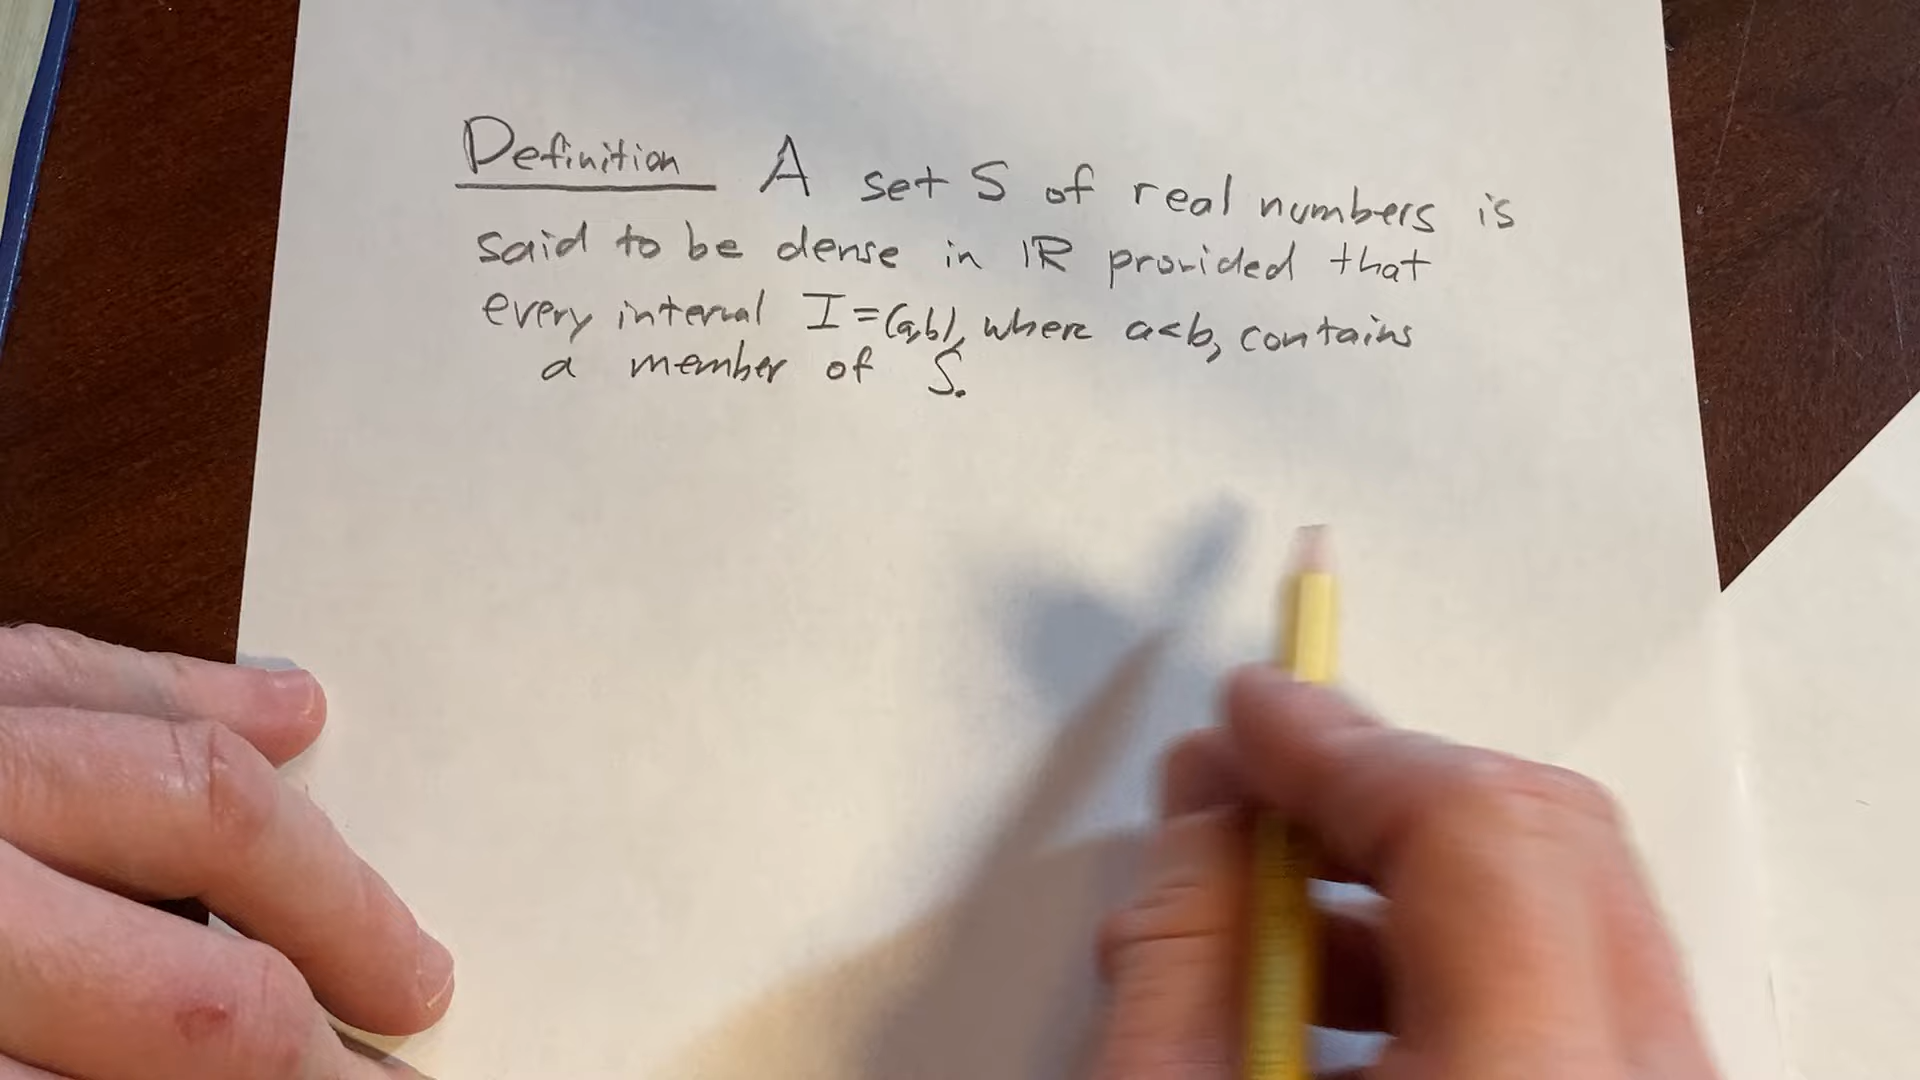 Definition A set S of real numbers is
said to be dense in ℝ provided that
every interval I=(a,b), where a<b, contains
a member of S.